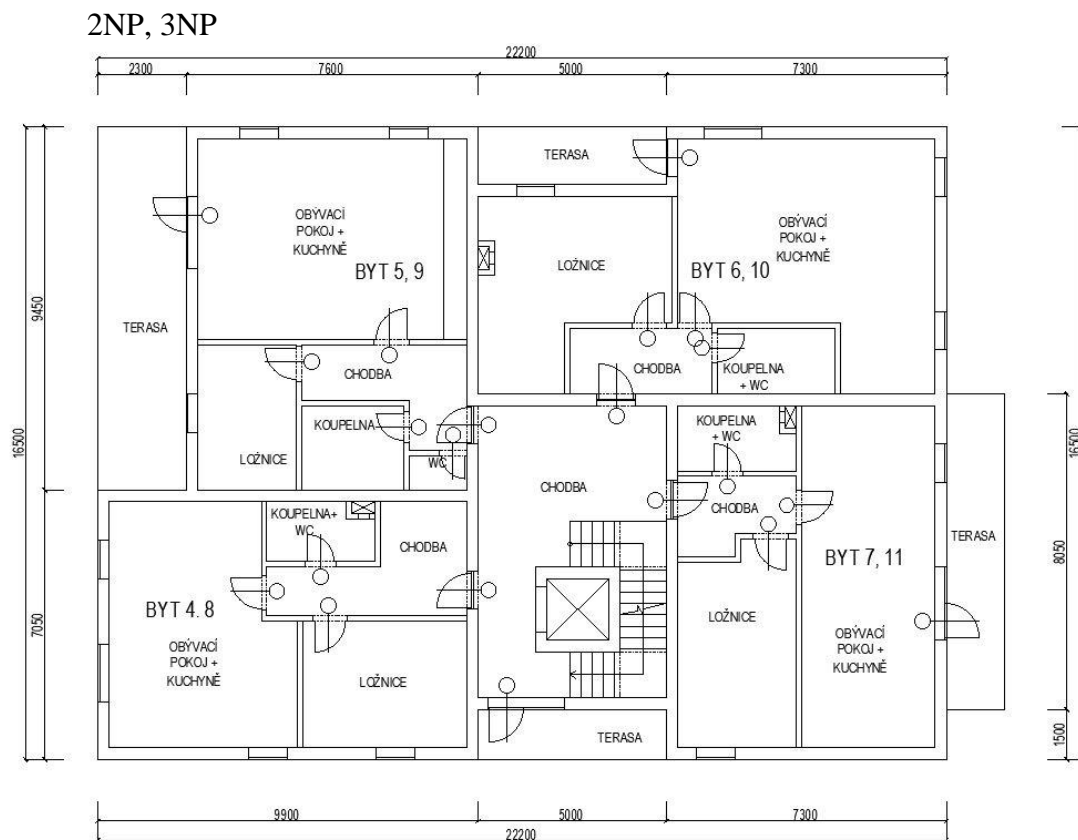 2NP, 3NP
22200
2300
7600
5000
7300
TERASA
OBÝVACÍ
POKOJ +
KUCHYNĚ
BYT 5, 9
LOŽNICE
OBÝVACÍ
POKOJ +
KUCHYNĚ
BYT 6, 10
9450
TERASA
CHODBA
CHODBA
KOUPELNA
+ WC
16500
KOUPELNA
WC
LOŽNICE
KOUPELNA
+ WC
16500
CHODBA
CHODBA
KOUPELNA+
WC
CHODBA
TERASA
BYT 7, 11
8050
7050
BYT 4. 8
OBÝVACÍ
POKOJ +
KUCHYNĚ
LOŽNICE
LOŽNICE
OBÝVACÍ
POKOJ +
KUCHYNĚ
TERASA
1500
9900
5000
7300
22200